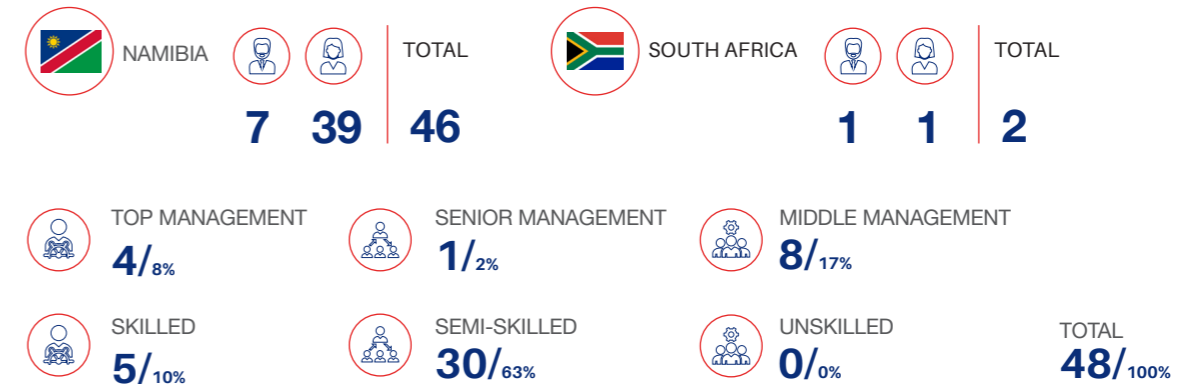 NAMIBIA
7 39
TOTAL
46
SOUTH AFRICA
1 1
TOTAL
2
TOP MANAGEMENT
4/8%
SENIOR MANAGEMENT
1/2%
MIDDLE MANAGEMENT
8/17%
SKILLED
5/10%
SEMI-SKILLED
30/63%
UNSKILLED
0/0%
TOTAL
48/100%